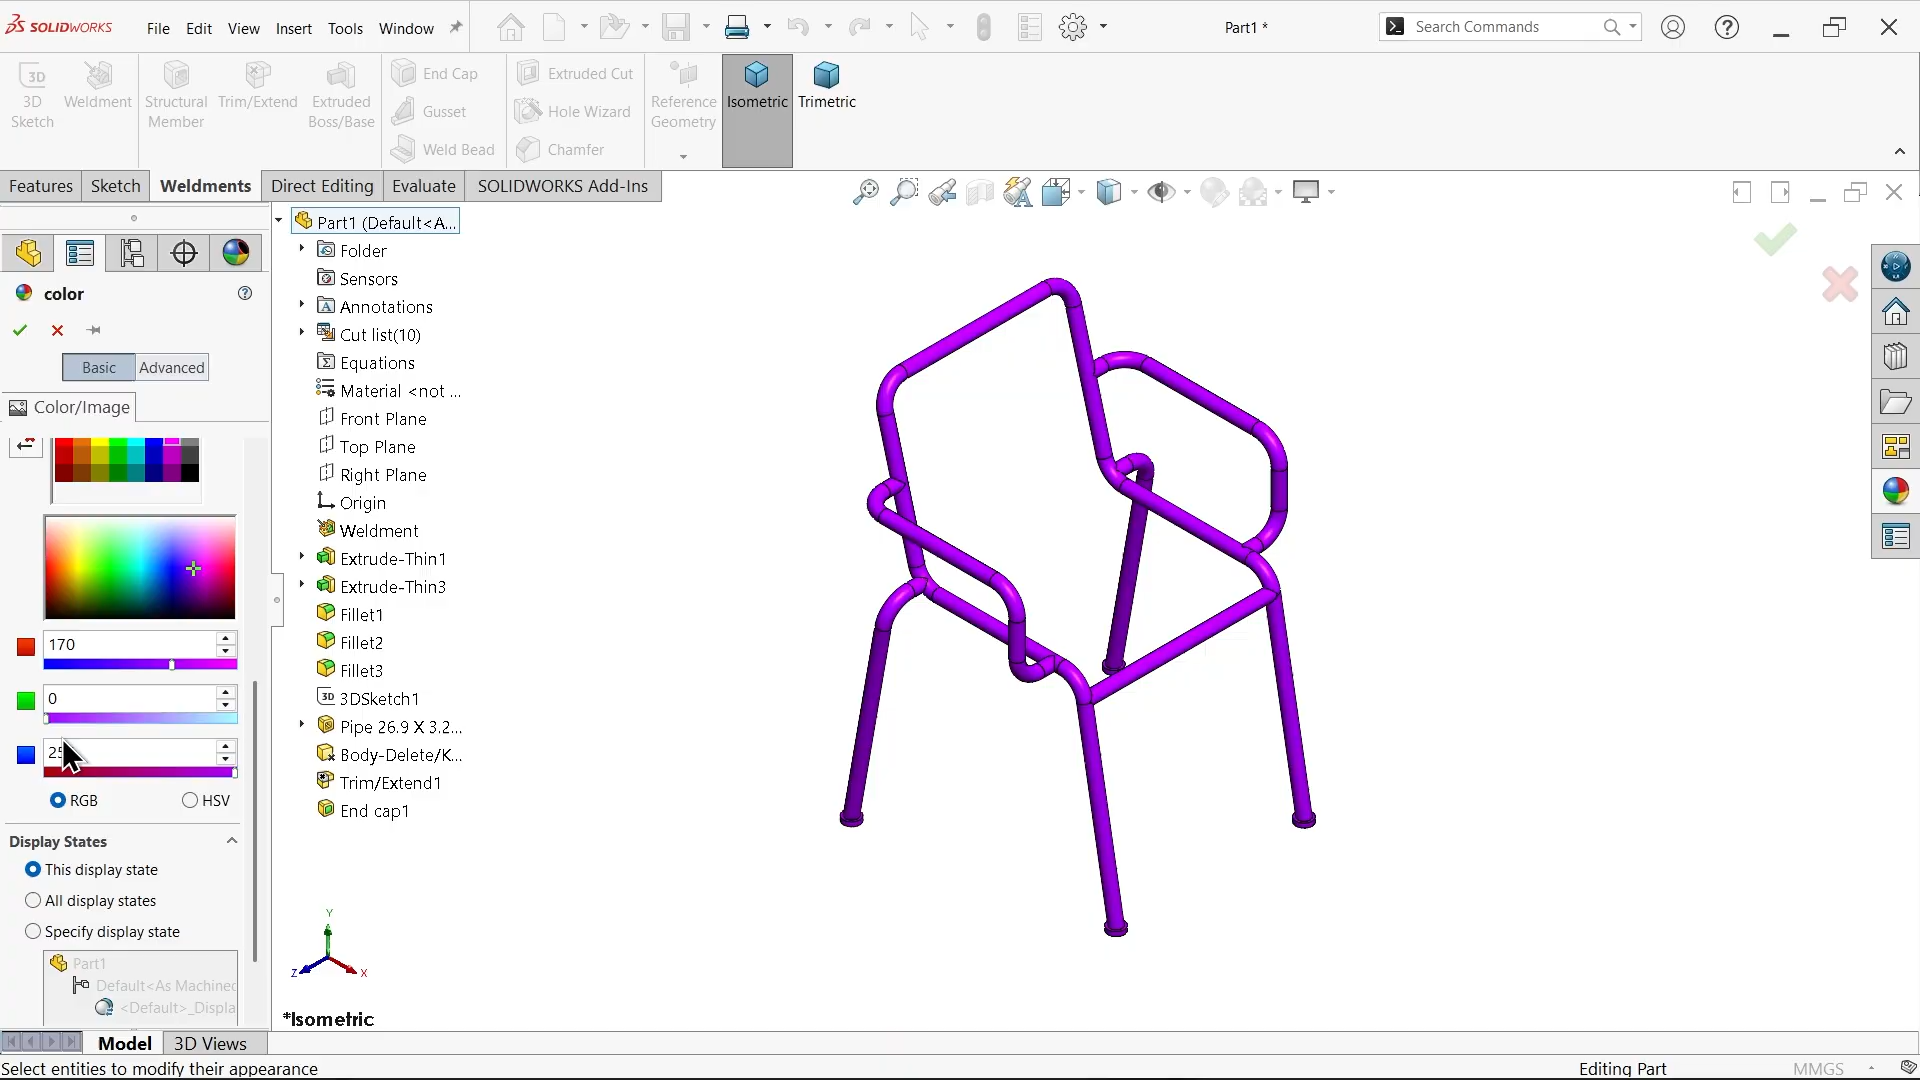 SOLIDWORKS
File Edit View Insert Tools Window
Part1 *
Search Commands
3D Sketch
Weldment
Structural Member
Trim/Extend
Extruded Boss/Base
End Cap
Gusset
Weld Bead
Extruded Cut
Hole Wizard
Chamfer
Reference Geometry
Isometric
Trimetric
Features Sketch Weldments Direct Editing Evaluate SOLIDWORKS Add-Ins
color
Basic Advanced
Color/Image
170
0
RGB HSV
Display States
This display state
All display states
Specify display state
Part1
Default<As Machined
<Default>_Displa
Part1 (Default<A...
Folder
Sensors
Annotations
Cut list(10)
Equations
Material <not ...
Front Plane
Top Plane
Right Plane
Origin
Weldment
Extrude-Thin1
Extrude-Thin3
Fillet1
Fillet2
Fillet3
3D 3DSketch1
Pipe 26.9 X 3.2...
Body-Delete/K...
Trim/Extend1
End cap1
Y
Z
X
*Isometric
Model 3D Views
Select entities to modify their appearance
Editing Part
MMGS